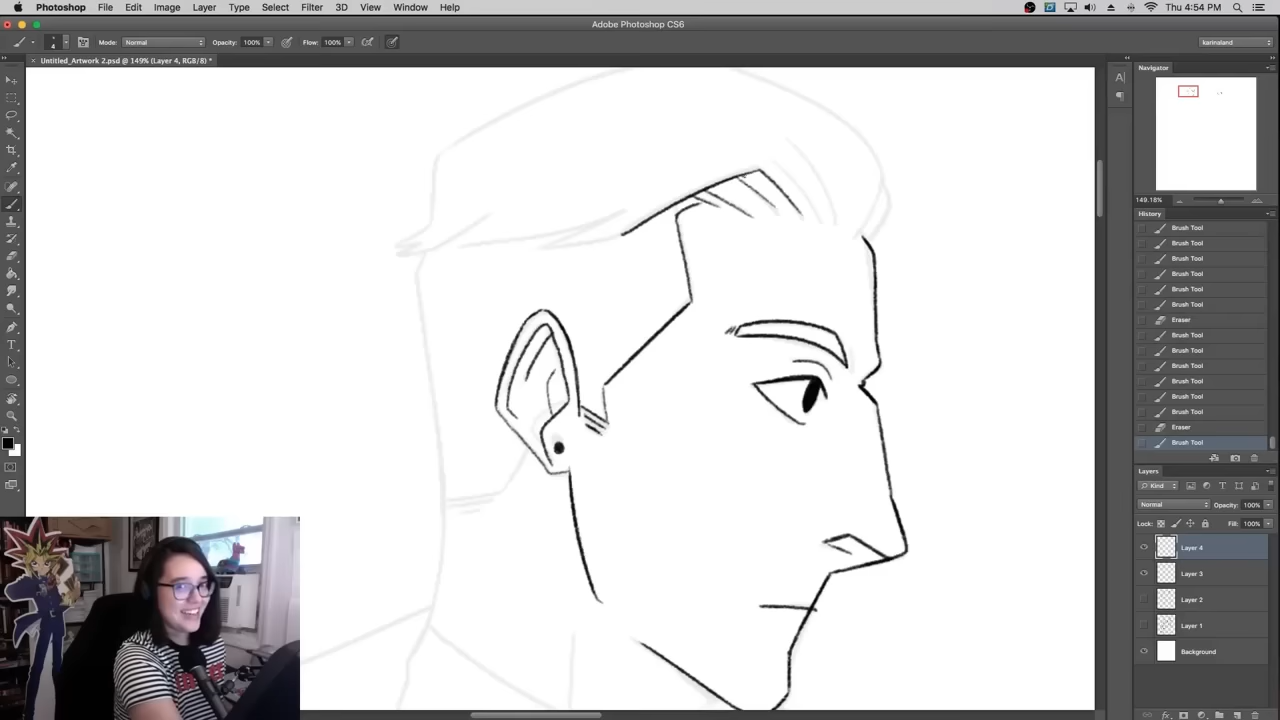 Photoshop File Edit Image Layer Type Select Filter 3D View Window Help Thu 4:54 PM
Adobe Photoshop CS6
4 Mode: Normal Opacity: 100% Flow: 100% karinsland
× Untitled_Artwork 2.psd @ 149% (Layer 4, RGB/8) *
Navigator
149.18%
History
Brush Tool
Brush Tool
Brush Tool
Brush Tool
Brush Tool
Brush Tool
Eraser
Brush Tool
Brush Tool
Brush Tool
Brush Tool
Brush Tool
Brush Tool
Eraser
Brush Tool
Layers
Kind
Normal Opacity: 100%
Lock: Fill: 100%
Layer 4
Layer 3
Layer 2
Layer 1
Background